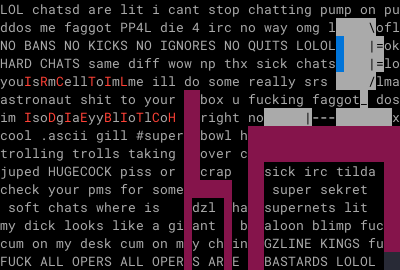 LOL chatsd are lit i cant stop chatting pump on pu
ddos me faggot PP4L die 4 irc no way omg l \ofl
NO BANS NO KICKS NO IGNORES NO QUITS LOLOL |=ok
HARD CHATS same diff wow np thx sick chats |=lo
youIsRmCellToImLme ill do some really srs /lma
astronaut shit to your box u fucking faggot_ dos
im IsoDgIaEyyBlIoTlCoH right no |--- x
cool .ascii gill #super bowl h
trolling trolls taking over c
juped HUGECOCK piss or crap sick irc tilda
check your pms for some super sekret
soft chats where is dzl ha supernets lit
my dick looks like a giant b aloon blimp fuc
cum on my desk cum on my ch in GZLINE KINGS fu
FUCK ALL OPERS ALL OPERS ARE BASTARDS LOLOL